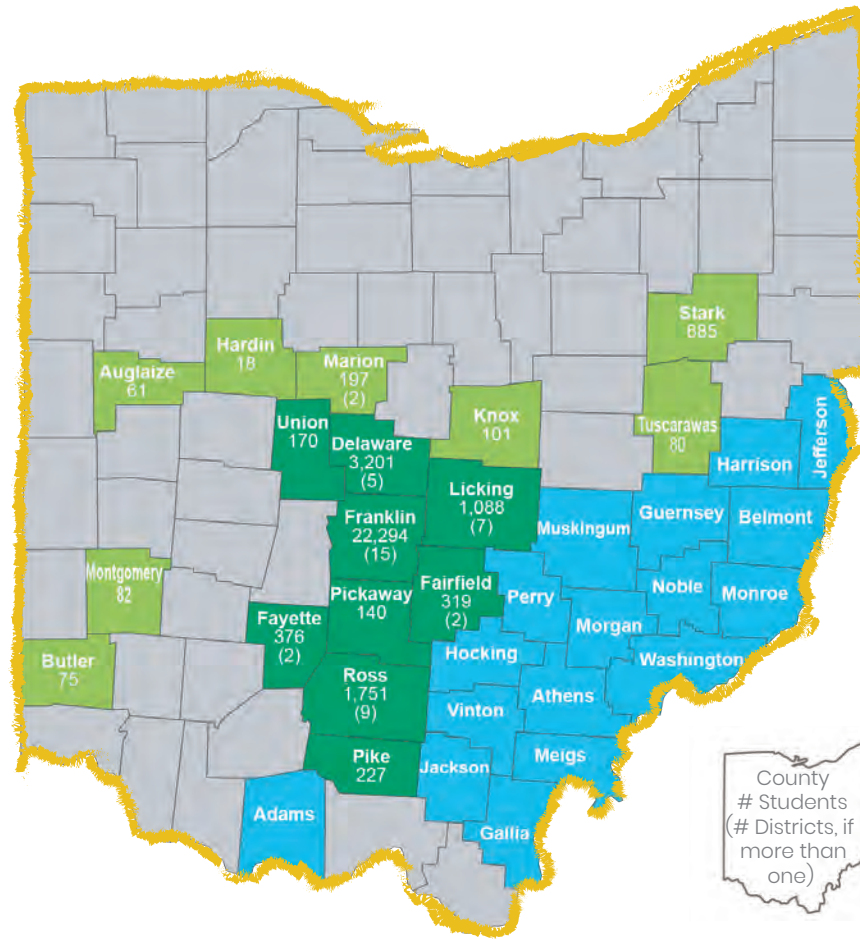 Stark
885
Hardin
18
Marion
197
(2)
Auglaize
61
Knox
101
Tuscarawas
80
Jefferson
Union
170
Delaware
3,201
(5)
Harrison
Licking
1,088
(7)
Franklin
22,294
(15)
Muskingum
Guernsey
Belmont
Montgomery
82
Fairfield
319
(2)
Pickaway
140
Perry
Noble
Monroe
Fayette
376
(2)
Morgan
Butler
75
Hocking
Washington
Ross
1,751
(9)
Athens
Vinton
Pike
227
Jackson
Meigs
Adams
Gallia
County
# Students
(# Districts, if
more than
one)